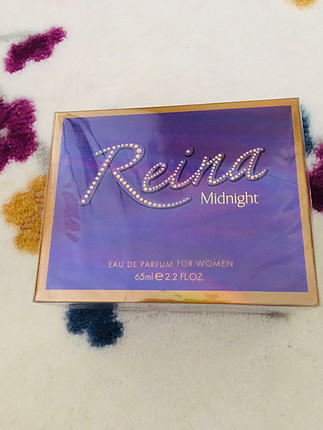 Reina
Midnight
EAU DE PARFUM FOR WOMEN
65ml e 2.2 FL.OZ.